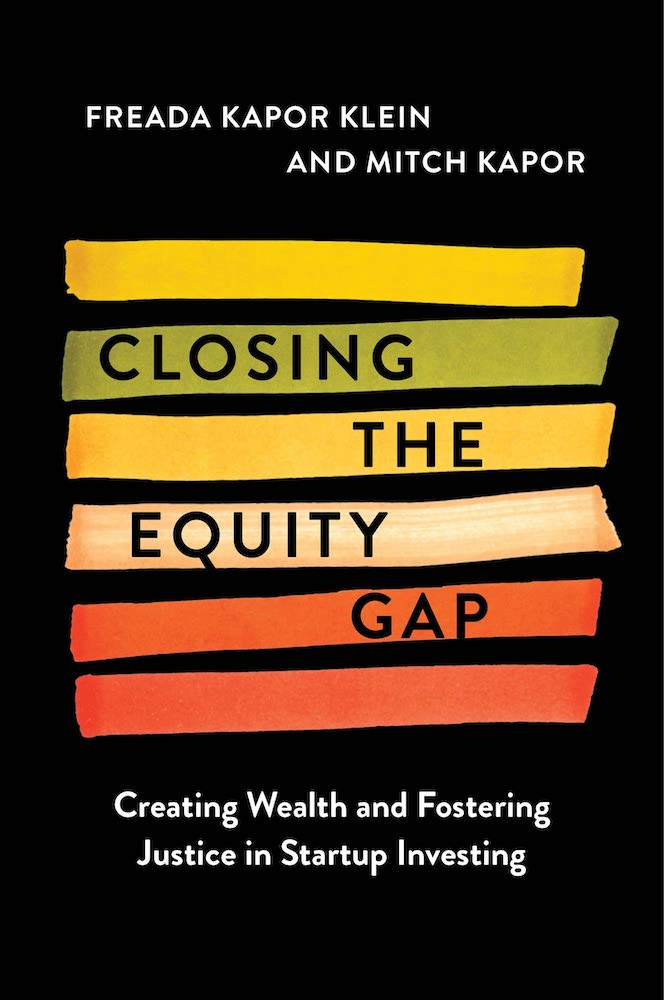 FREADA KAPOR KLEIN
AND MITCH KAPOR
CLOSING
THE
EQUITY
GAP
Creating Wealth and Fostering
Justice in Startup Investing